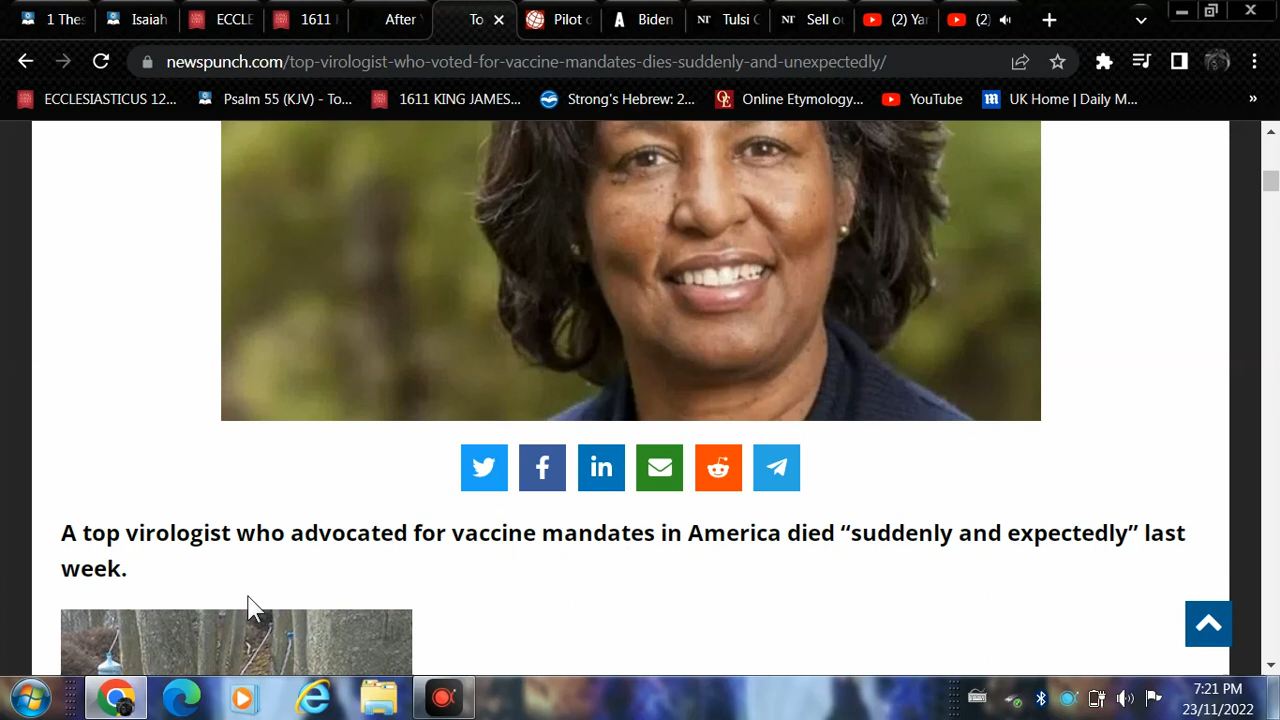 1 Thes
Isaiah
ECCLE
1611
After
To
Pilot
Biden
Tulsi
Sell ou
(2) Yar
(2)
newspunch.com/top-virologist-who-voted-for-vaccine-mandates-dies-suddenly-and-unexpectedly/
ECCLESIASTICUS 12...
Psalm 55 (KJV) - To...
1611 KING JAMES...
Strong's Hebrew: 2...
Online Etymology...
YouTube
UK Home | Daily M...
»
A top virologist who advocated for vaccine mandates in America died “suddenly and expectedly” last
week.
7:21 PM
23/11/2022